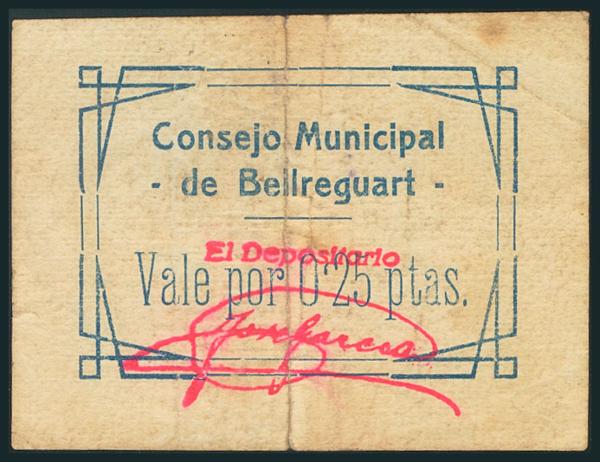 Consejo Municipal
- de Bellreguart -
El Depositario
Vale por 0'25 ptas.